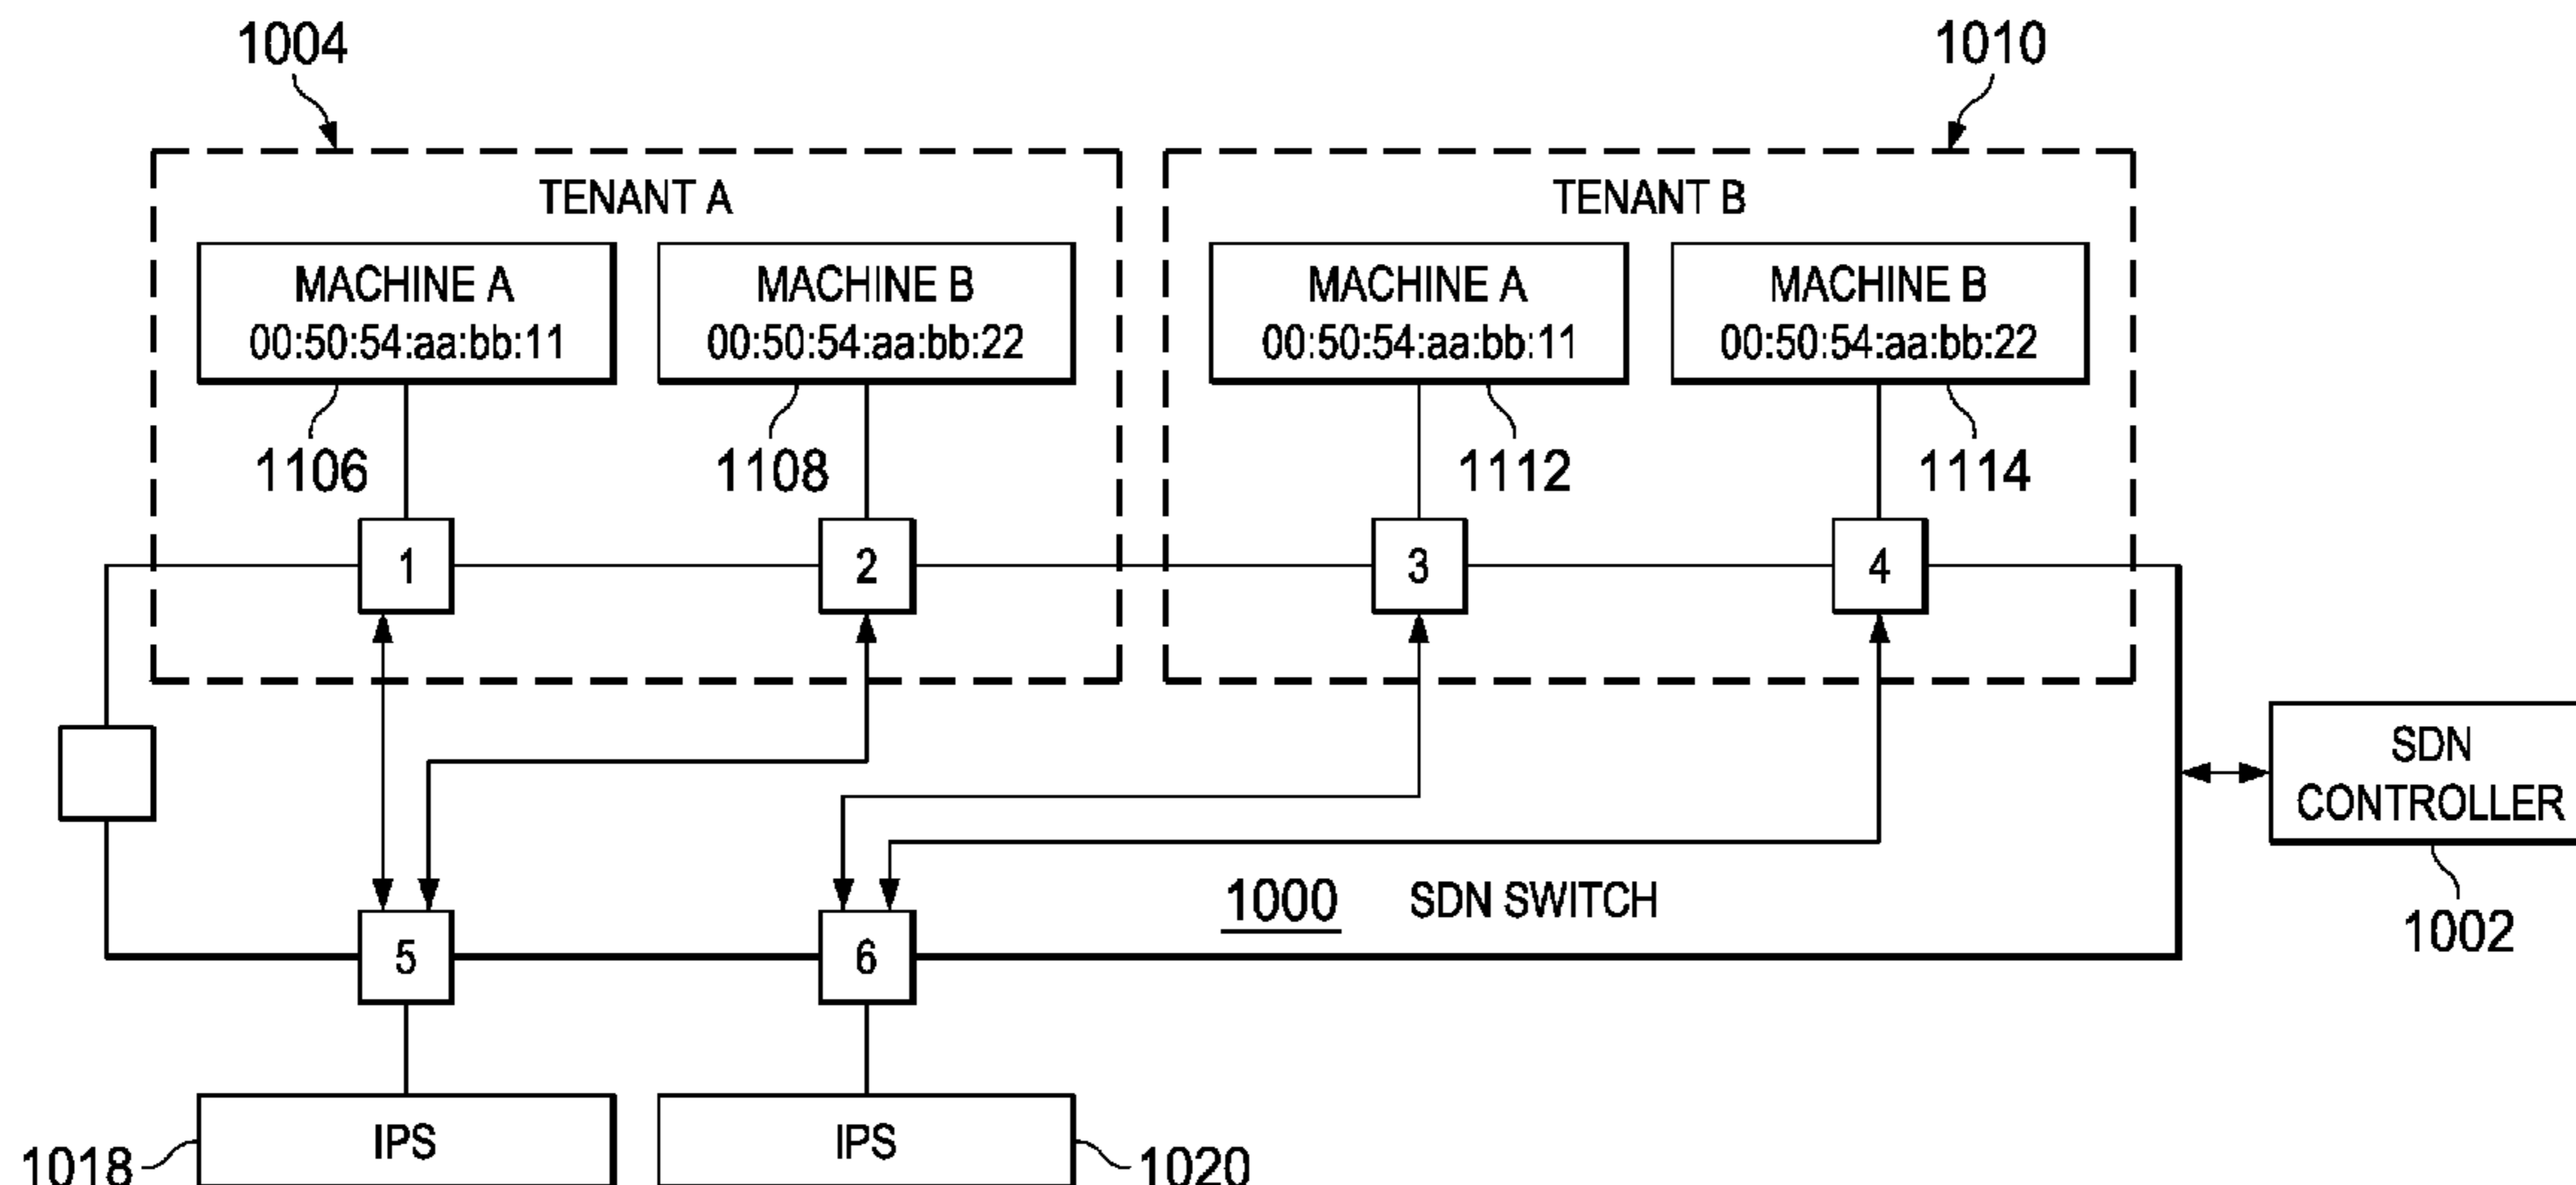 1004
1010
TENANT A
TENANT B
MACHINE A
00:50:54:aa:bb:11
MACHINE B
00:50:54:aa:bb:22
MACHINE A
00:50:54:aa:bb:11
MACHINE B
00:50:54:aa:bb:22
1106
1108
1112
1114
1
2
3
4
SDN
CONTROLLER
1002
1000 SDN SWITCH
5
6
IPS
IPS
1018
1020